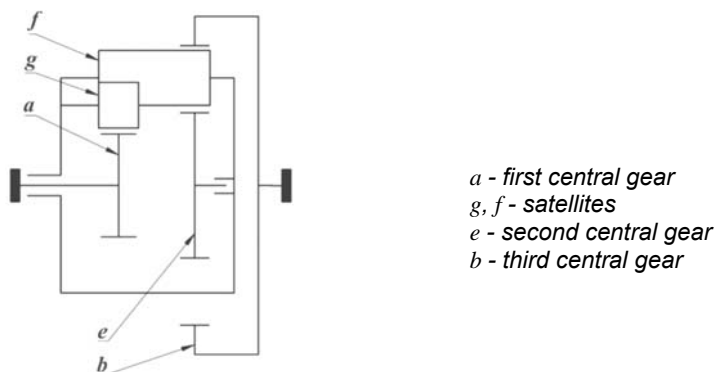 f
g
a
e
b
a - first central gear
g, f - satellites
e - second central gear
b - third central gear